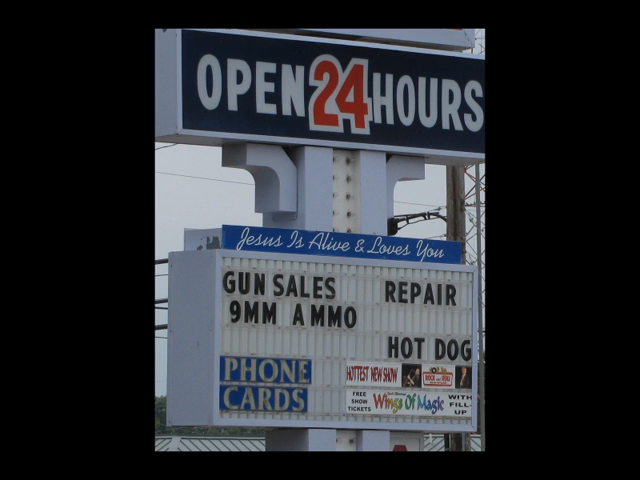 OPEN 24 HOURS
Jesus Is Alive & Loves You
GUN SALES REPAIR
9MM AMMO
HOT DOG
PHONE CARDS
HOTTEST NEW SHOW
FREE SHOW TICKETS
Wings Of Magic
WITH FILL-UP